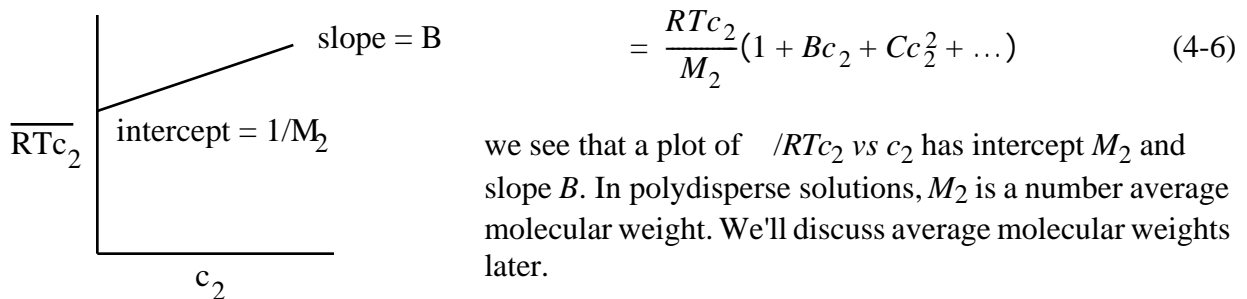 slope = B
RTc₂
intercept = 1/M₂
c₂
= RTc₂/M₂ (1 + Bc₂ + Cc₂² + …) (4-6)
we see that a plot of /RTc₂ vs c₂ has intercept M₂ and
slope B. In polydisperse solutions, M₂ is a number average
molecular weight. We'll discuss average molecular weights
later.